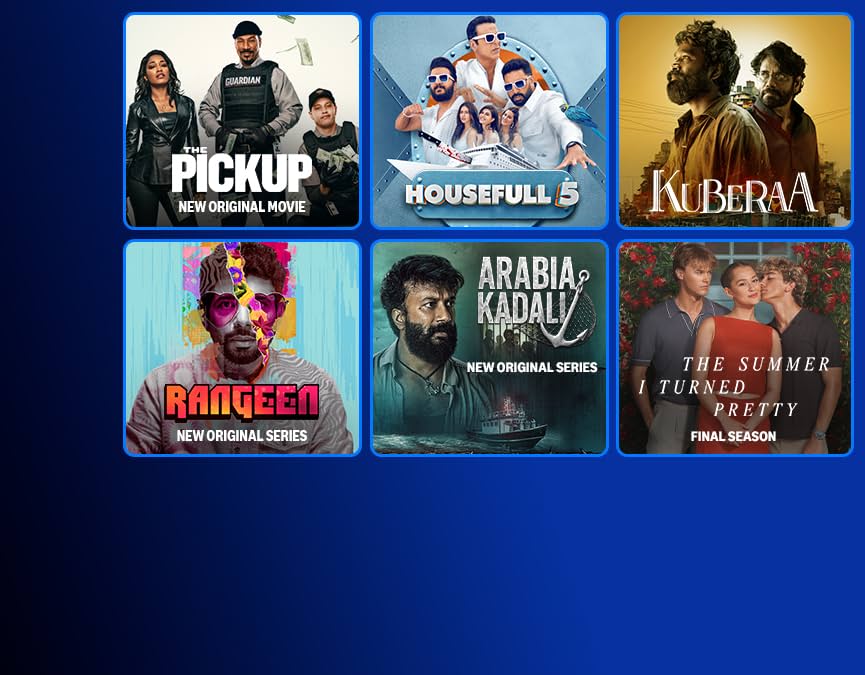 GUARDIAN
THE
PICKUP
NEW ORIGINAL MOVIE
HOUSEFULL 5
KUBERAA
RANGEEN
NEW ORIGINAL SERIES
ARABIA
KADALI
NEW ORIGINAL SERIES
THE SUMMER
I TURNED
PRETTY
FINAL SEASON